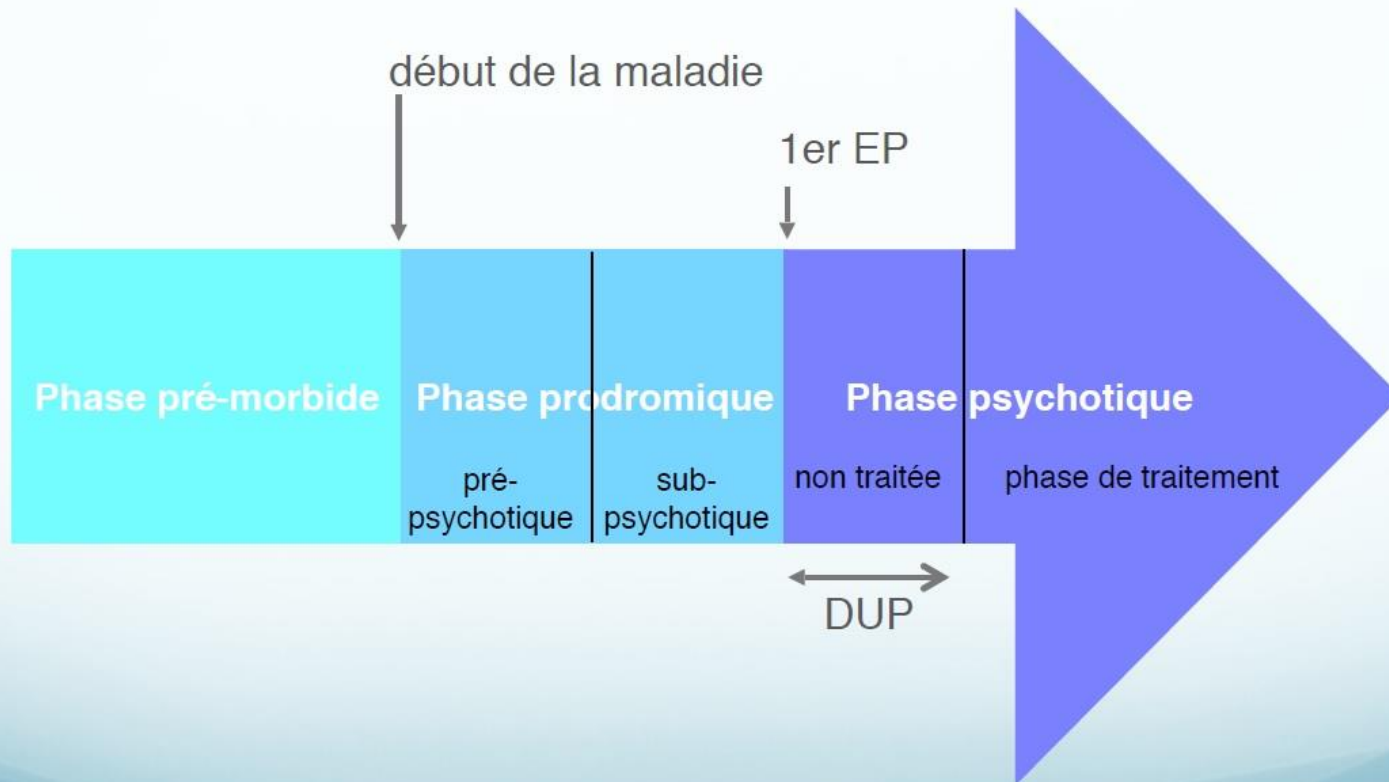 début de la maladie
1er EP
Phase pré-morbide
Phase prodromique
Phase psychotique
pré-
psychotique
sub-
psychotique
non traitée
phase de traitement
DUP